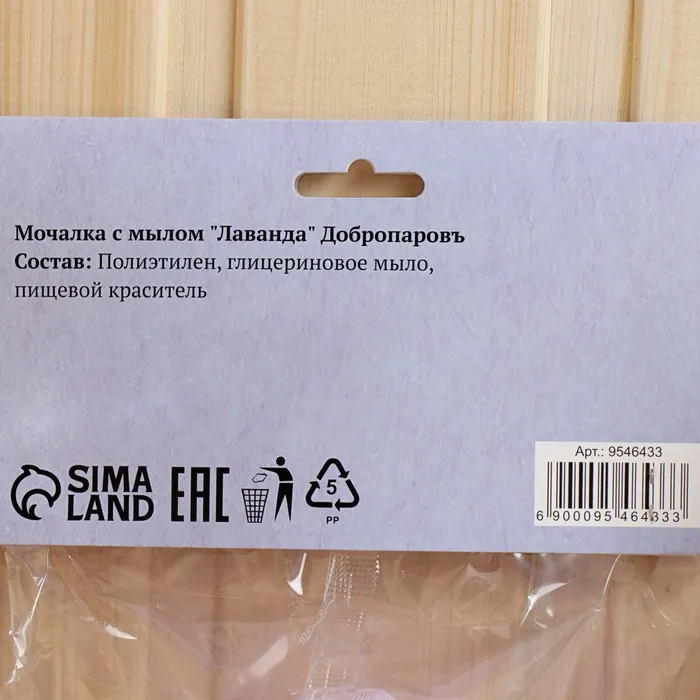 Мочалка с мылом "Лаванда" Добропаровъ
Состав: Полиэтилен, глицериновое мыло,
пищевой краситель
SIMA
LAND
EAC
5
PP
Арт.: 9546433
6 900095 464333